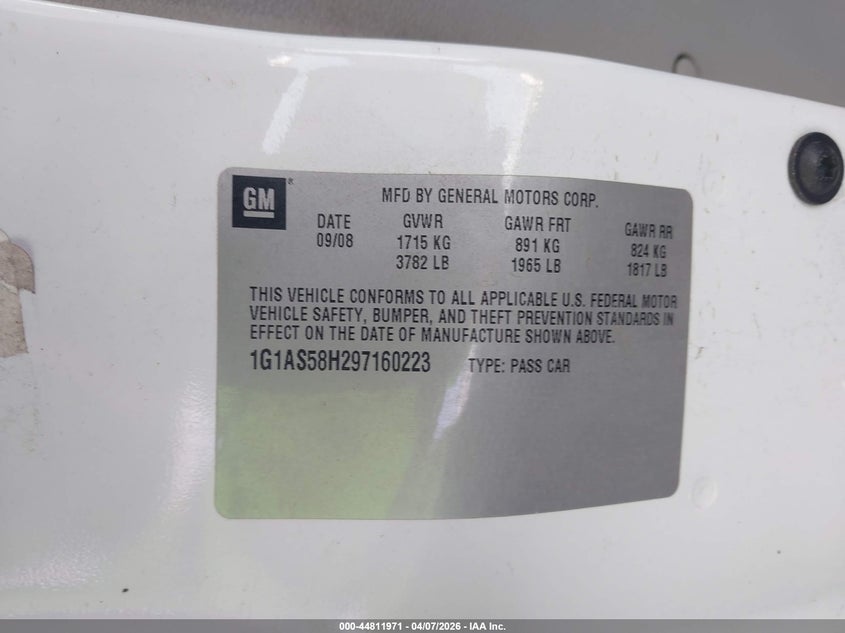 GM
MFD BY GENERAL MOTORS CORP.
DATE GVWR GAWR FRT GAWR RR
09/08 1715 KG 891 KG 824 KG
3782 LB 1965 LB 1817 LB
THIS VEHICLE CONFORMS TO ALL APPLICABLE U.S. FEDERAL MOTOR
VEHICLE SAFETY, BUMPER, AND THEFT PREVENTION STANDARDS IN
EFFECT ON THE DATE OF MANUFACTURE SHOWN ABOVE.
1G1AS58H297160223 TYPE: PASS CAR
000-44811971 - 04/07/2026 - IAA Inc.